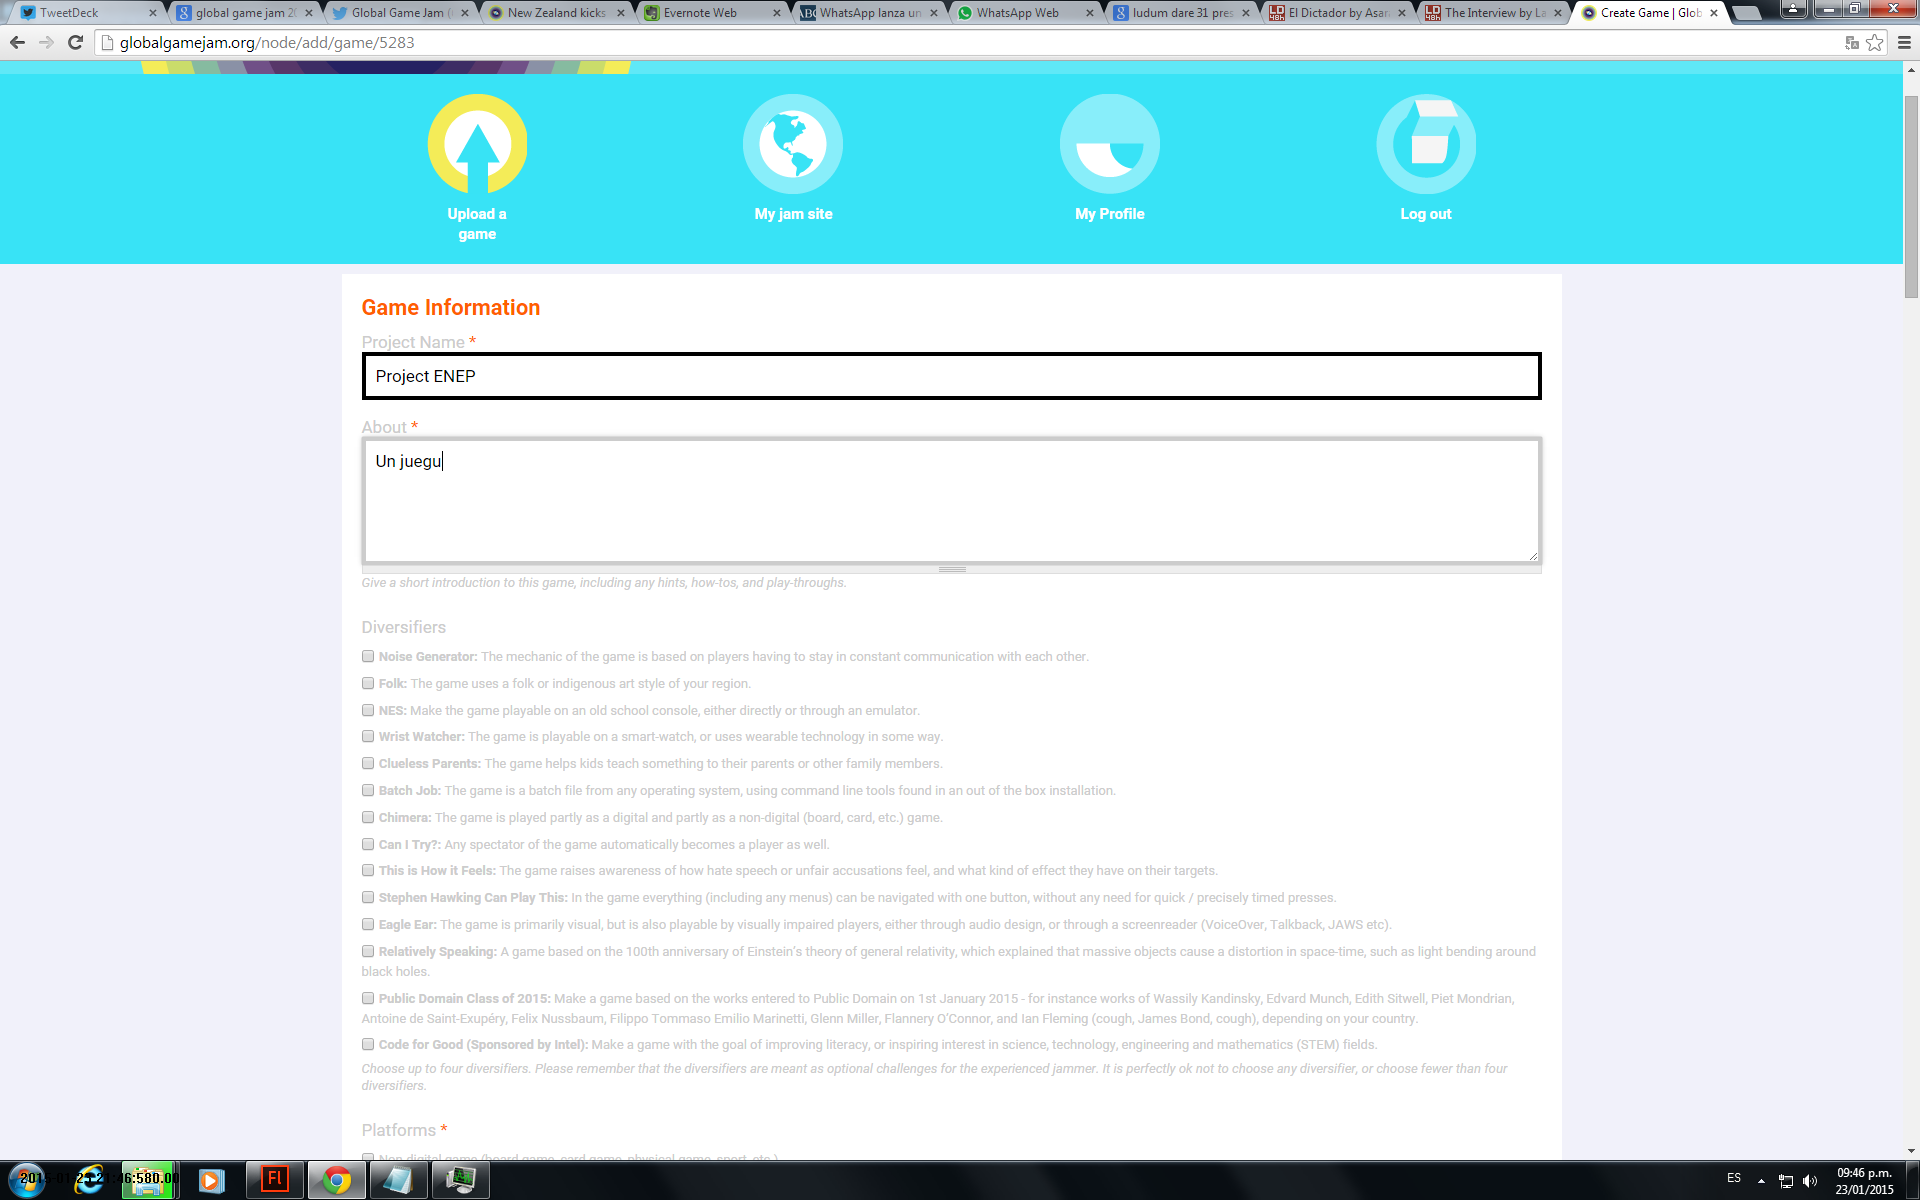 TweetDeck
global game jam 20
Global Game Jam (
New Zealand kicks
Evernote Web
WhatsApp lanza un
WhatsApp Web
ludum dare 31 pres
El Dictador by Asar
The Interview by La
Create Game | Glob
globalgamejam.org/node/add/game/5283
Upload a
game
My jam site
My Profile
Log out
Game Information
Project Name *
Project ENEP
About *
Un juegu
Give a short introduction to this game, including any hints, how-tos, and play-throughs.
Diversifiers
Noise Generator: The mechanic of the game is based on players having to stay in constant communication with each other.
Folk: The game uses a folk or indigenous art style of your region.
NES: Make the game playable on an old school console, either directly or through an emulator.
Wrist Watcher: The game is playable on a smart-watch, or uses wearable technology in some way.
Clueless Parents: The game helps kids teach something to their parents or other family members.
Batch Job: The game is a batch file from any operating system, using command line tools found in an out of the box installation.
Chimera: The game is played partly as a digital and partly as a non-digital (board, card, etc.) game.
Can I Try?: Any spectator of the game automatically becomes a player as well.
This is How it Feels: The game raises awareness of how hate speech or unfair accusations feel, and what kind of effect they have on their targets.
Stephen Hawking Can Play This: In the game everything (including any menus) can be navigated with one button, without any need for quick / precisely timed presses.
Eagle Ear: The game is primarily visual, but is also playable by visually impaired players, either through audio design, or through a screenreader (VoiceOver, Talkback, JAWS etc).
Relatively Speaking: A game based on the 100th anniversary of Einstein's theory of general relativity, which explained that massive objects cause a distortion in space-time, such as light bending around
black holes.
Public Domain Class of 2015: Make a game based on the works entered to Public Domain on 1st January 2015 - for instance works of Wassily Kandinsky, Edvard Munch, Edith Sitwell, Piet Mondrian,
Antoine de Saint-Exupéry, Felix Nussbaum, Filippo Tommaso Emilio Marinetti, Glenn Miller, Flannery O'Connor, and Ian Fleming (cough, James Bond, cough), depending on your country.
Code for Good (Sponsored by Intel): Make a game with the goal of improving literacy, or inspiring interest in science, technology, engineering and mathematics (STEM) fields.
Choose up to four diversifiers. Please remember that the diversifiers are meant as optional challenges for the experienced jammer. It is perfectly ok not to choose any diversifier, or choose fewer than four
diversifiers.
Platforms *
Non-digital game (board game, card game, physical game, sport, etc.)
Fl
ES
09:46 p.m.
23/01/2015